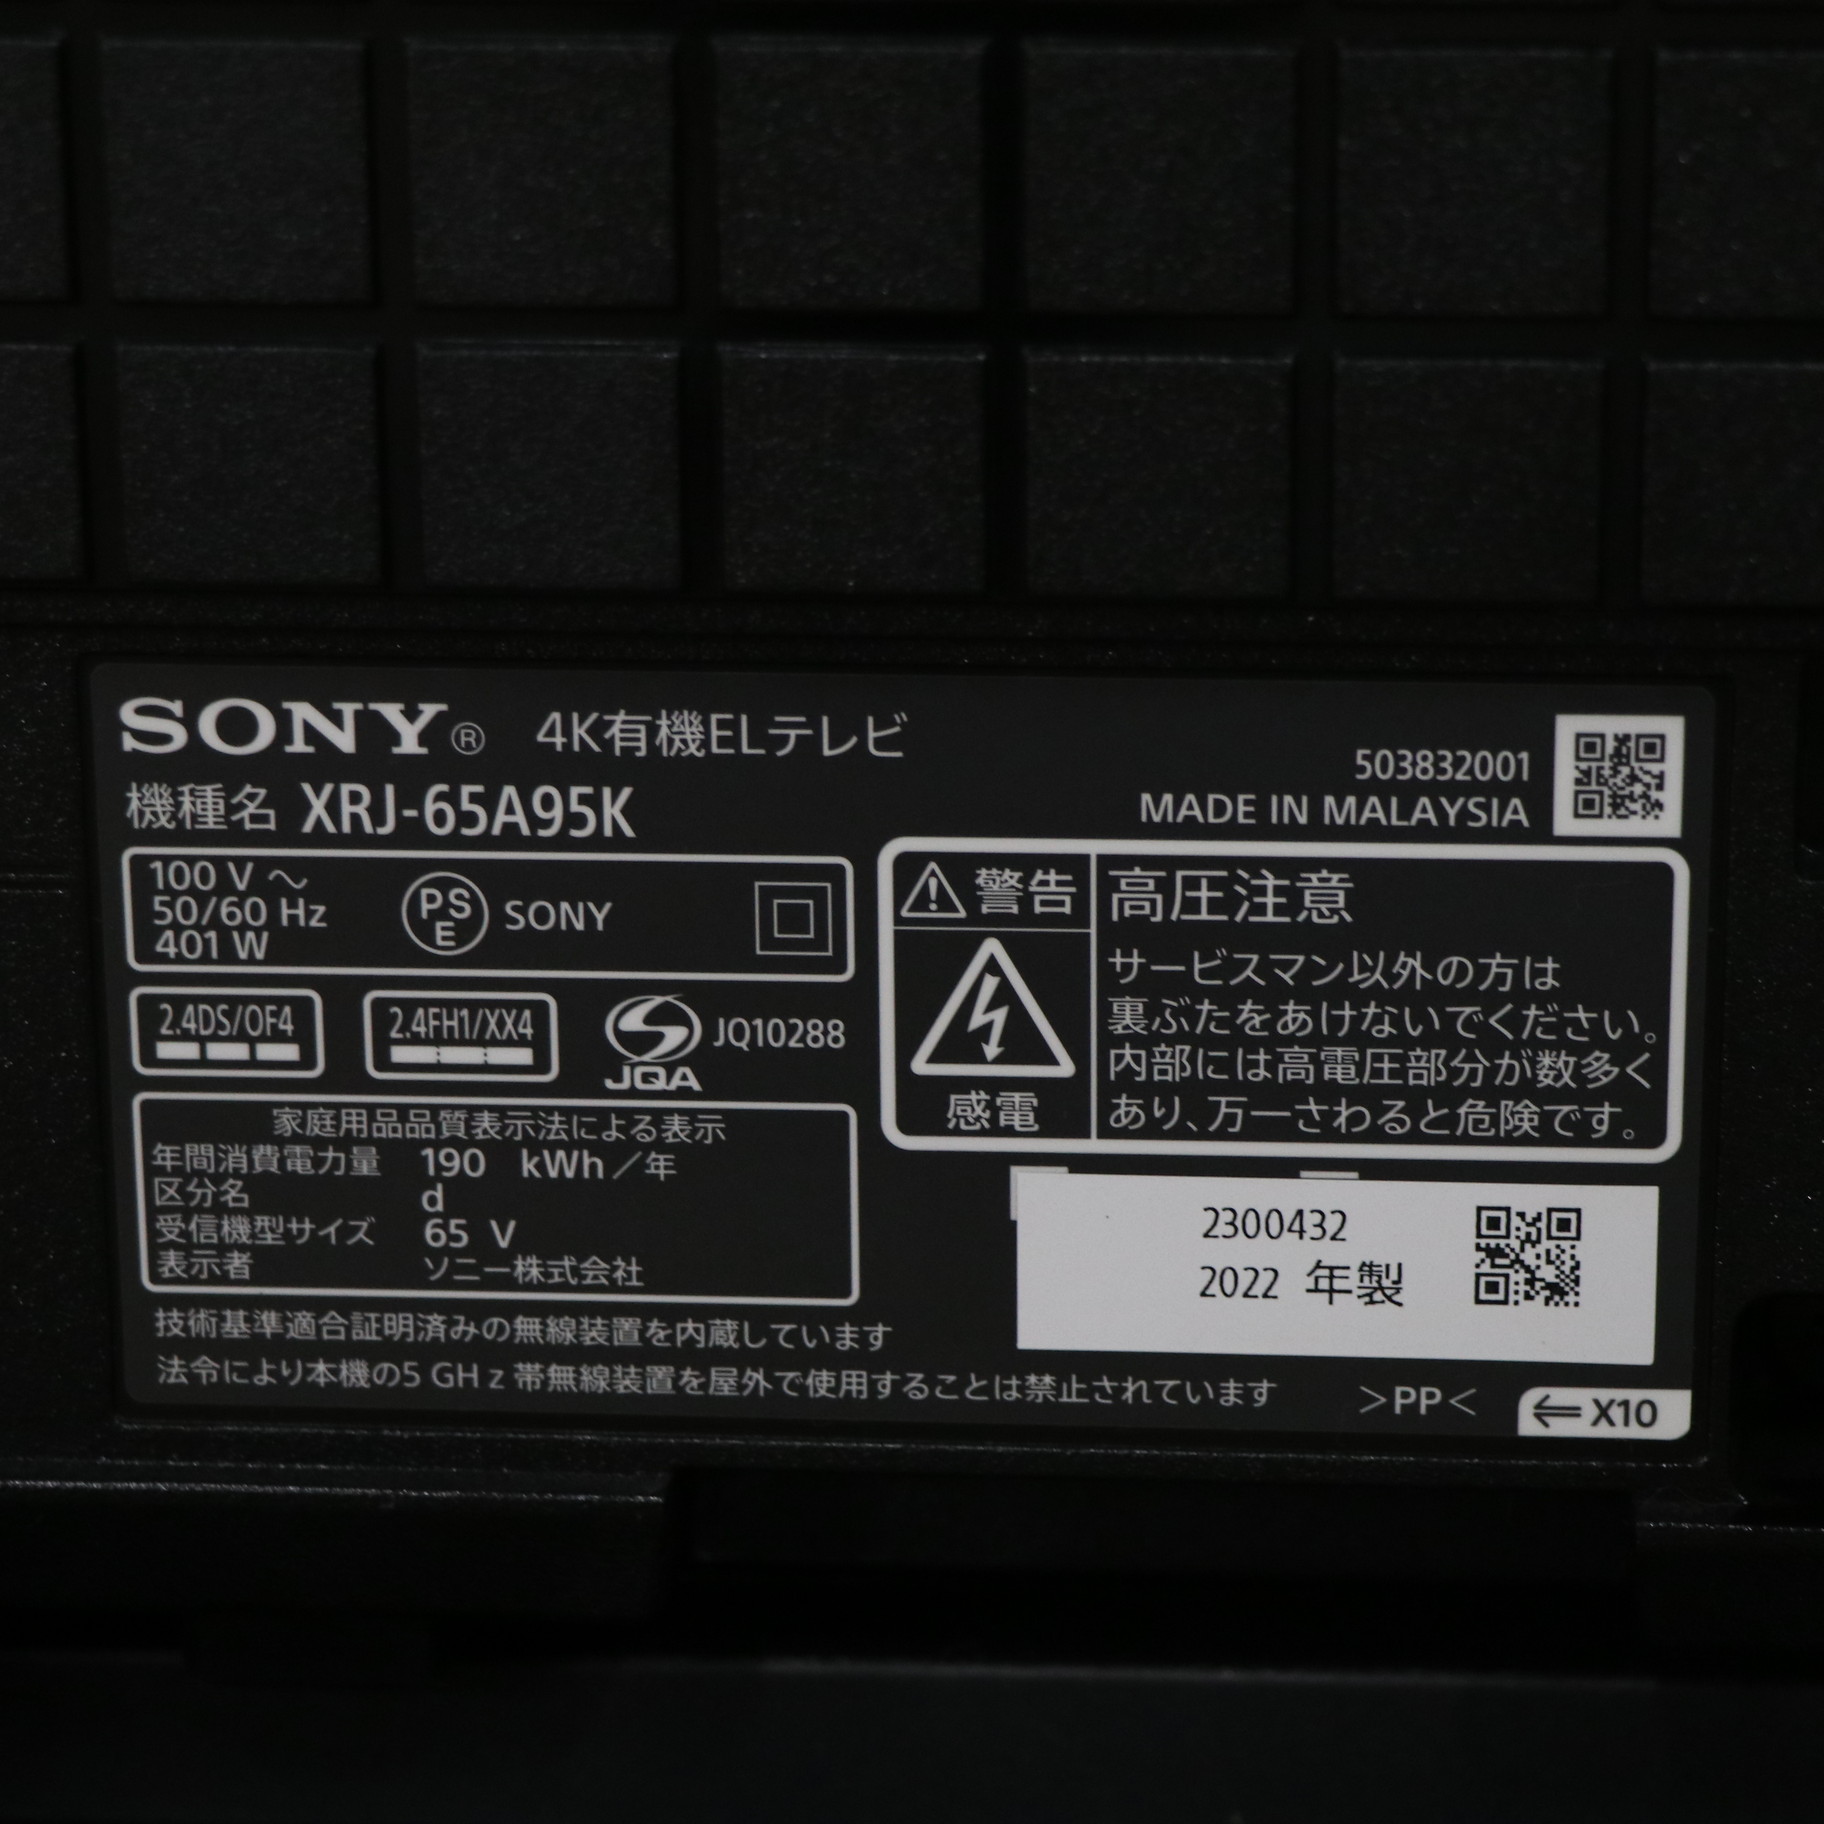 SONY® 4K有機ELテレビ
機種名 XRJ-65A95K
503832001
MADE IN MALAYSIA
100 V ～
50/60 Hz
401 W
PS
E
SONY
2.4DS/OF4
2.4FH1/XX4
JQA
JQ10288
家庭用品品質表示法による表示
年間消費電力量 190 kWh／年
区分名 d
受信機型サイズ 65 V
表示者 ソニー株式会社
技術基準適合証明済みの無線装置を内蔵しています
法令により本機の5 GHz帯無線装置を屋外で使用することは禁止されています
警告
感電
高圧注意
サービスマン以外の方は
裏ぶたをあけないでください。
内部には高電圧部分が数多く
あり、万一さわると危険です。
2300432
2022 年製
>PP<
←X10